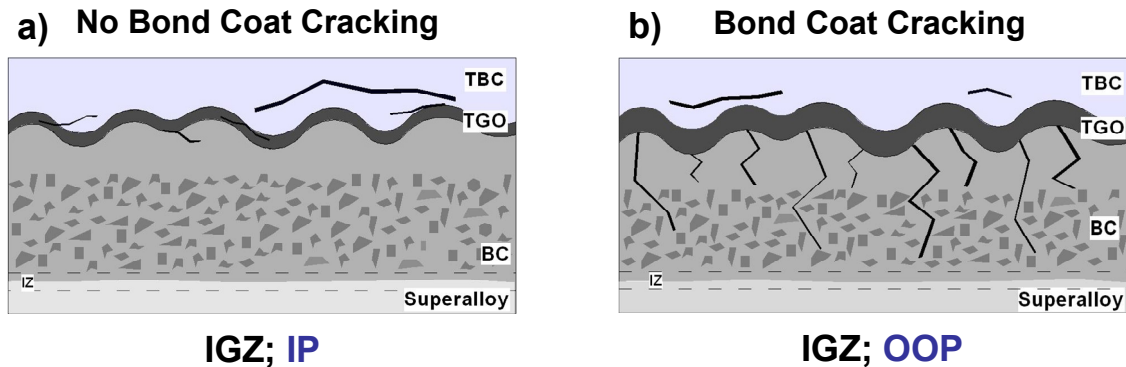 a) No Bond Coat Cracking
TBC
TGO
BC
IZ
Superalloy
IGZ; IP
b) Bond Coat Cracking
TBC
TGO
BC
IZ
Superalloy
IGZ; OOP